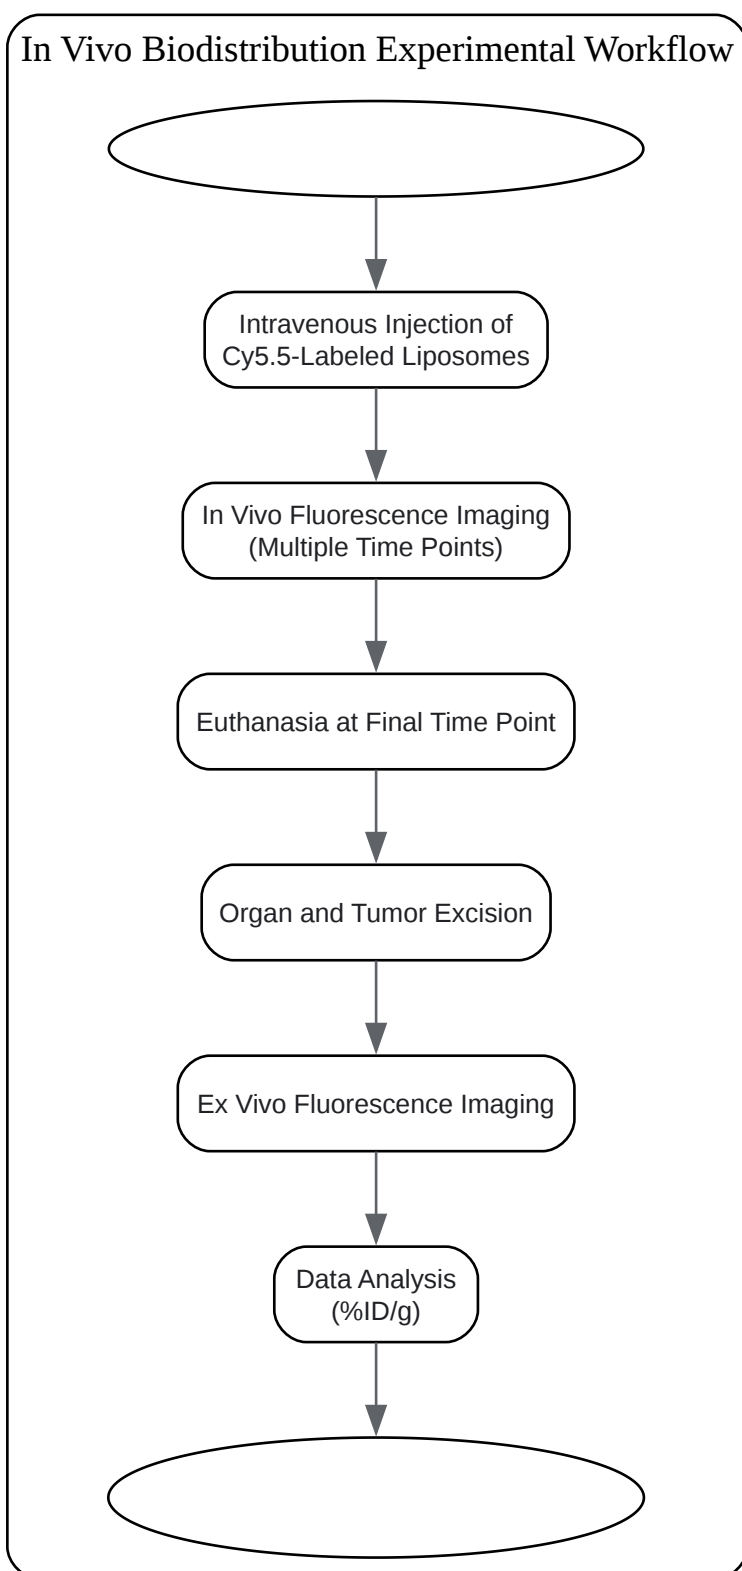 In Vivo Biodistribution Experimental Workflow
Intravenous Injection of
Cy5.5-Labeled Liposomes
In Vivo Fluorescence Imaging
(Multiple Time Points)
Euthanasia at Final Time Point
Organ and Tumor Excision
Ex Vivo Fluorescence Imaging
Data Analysis
(%ID/g)